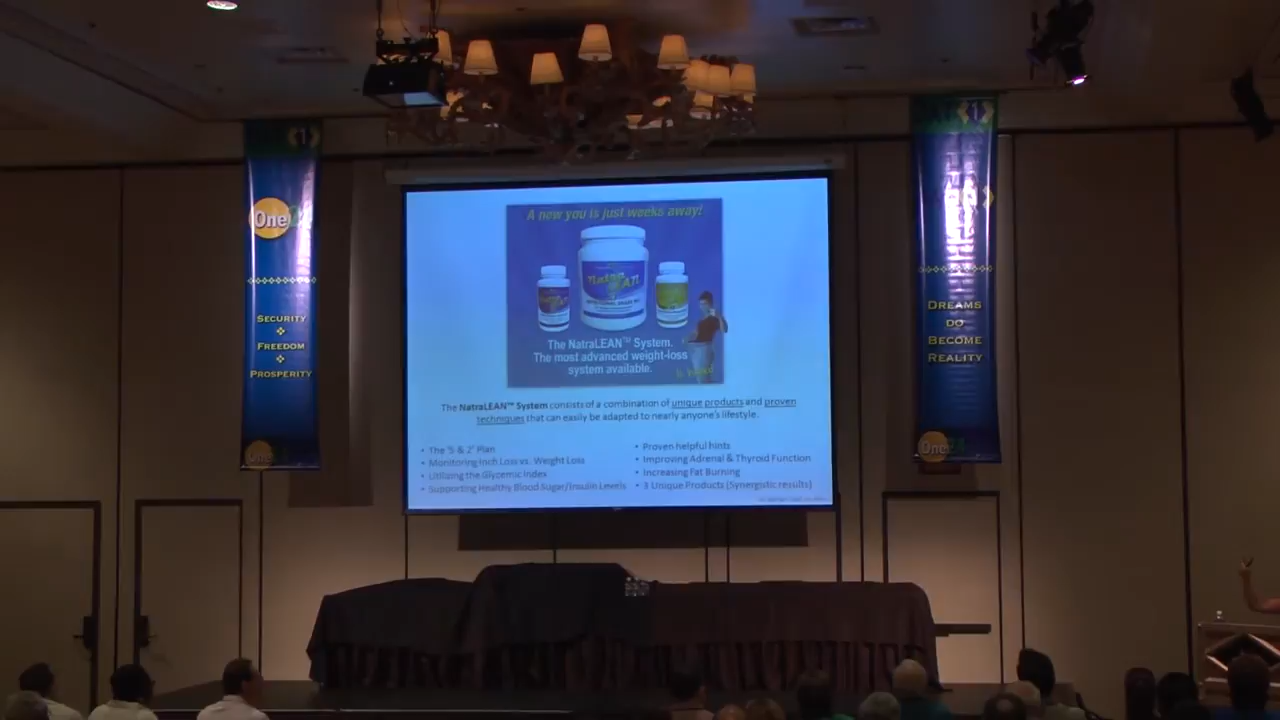 One
SECURITY
FREEDOM
PROSPERITY
One24
A new you is just weeks away!
NatraLEAN
The NatraLEAN™ System.
The most advanced weight-loss
system available.
The NatraLEAN™ System consists of a combination of unique products and proven
techniques that can easily be adapted to nearly anyone's lifestyle.
• The '5 & 2' Plan
• Monitoring Inch Loss vs. Weight Loss
• Utilizing the Glycemic Index
• Supporting Healthy Blood Sugar/Insulin Levels
• Proven helpful hints
• Improving Adrenal & Thyroid Function
• Increasing Fat Burning
• 3 Unique Products (Synergistic results)
DREAMS
DO
BECOME
REALITY
One24